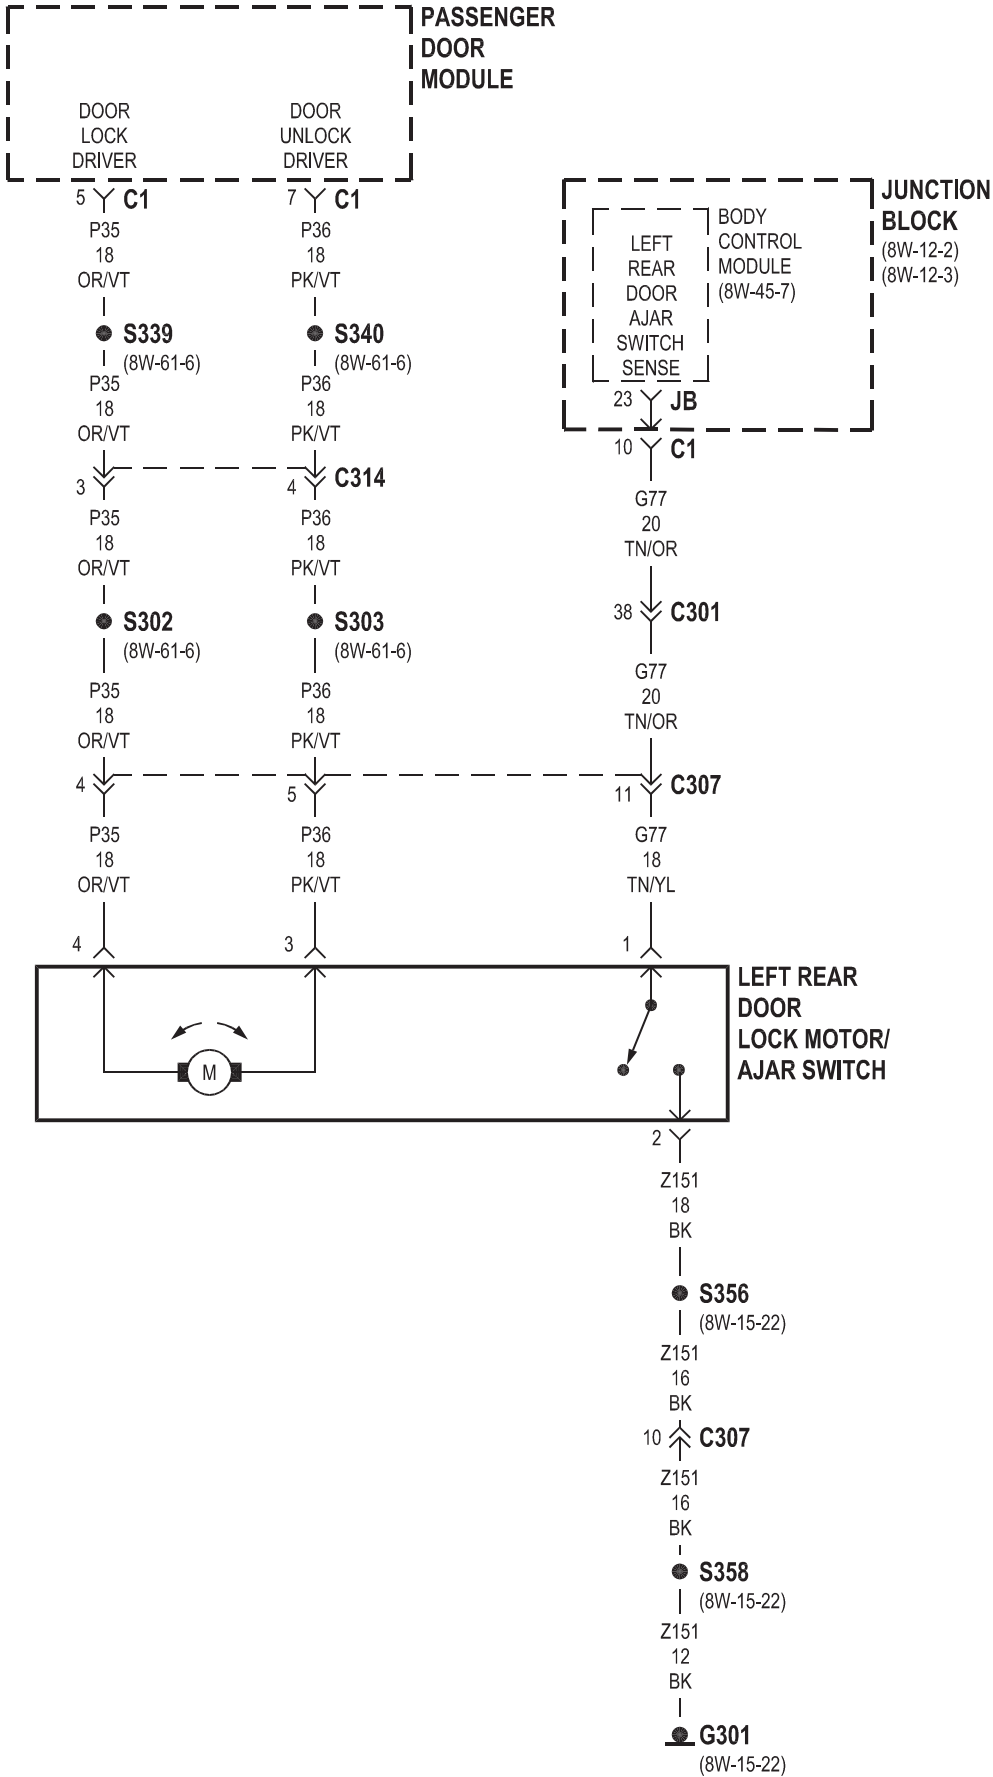 PASSENGER
DOOR
MODULE
DOOR
LOCK
DRIVER
DOOR
UNLOCK
DRIVER
5 C1
7 C1
P35
18
OR/VT
P36
18
PK/VT
S339
(8W-61-6)
S340
(8W-61-6)
P35
18
OR/VT
P36
18
PK/VT
3
4
C314
P35
18
OR/VT
P36
18
PK/VT
S302
(8W-61-6)
S303
(8W-61-6)
P35
18
OR/VT
P36
18
PK/VT
JUNCTION
BLOCK
(8W-12-2)
(8W-12-3)
BODY
CONTROL
MODULE
(8W-45-7)
LEFT
REAR
DOOR
AJAR
SWITCH
SENSE
23 JB
10 C1
G77
20
TN/OR
38 C301
G77
20
TN/OR
4
5
11
C307
P35
18
OR/VT
P36
18
PK/VT
G77
18
TN/YL
4
3
1
LEFT REAR
DOOR
LOCK MOTOR/
AJAR SWITCH
M
2
Z151
18
BK
S356
(8W-15-22)
Z151
16
BK
10 C307
Z151
16
BK
S358
(8W-15-22)
Z151
12
BK
G301
(8W-15-22)